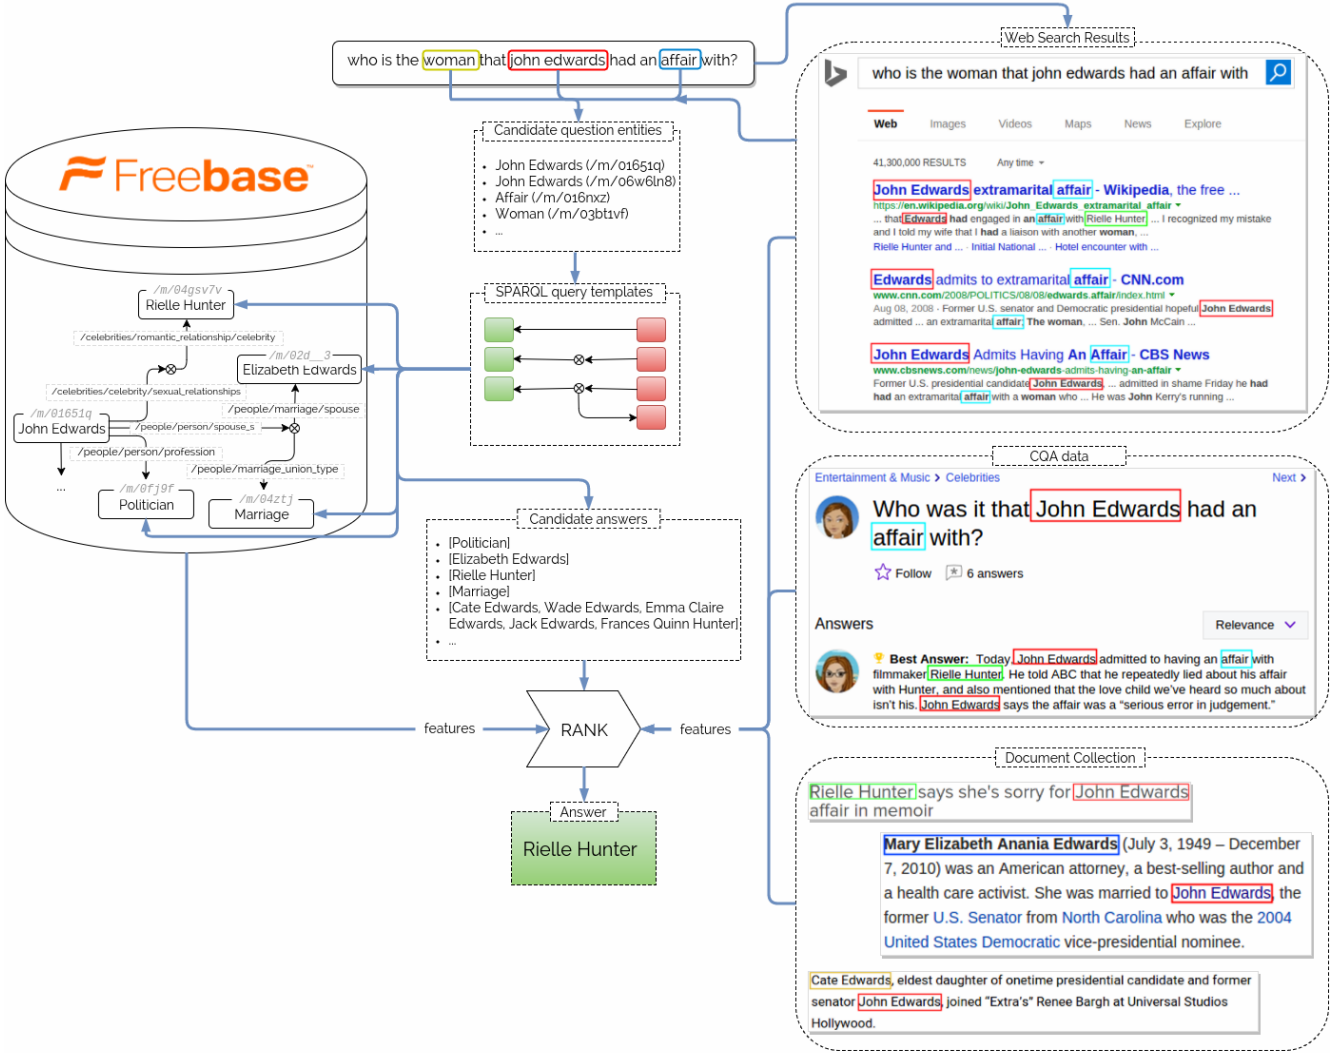 who is the woman that john edwards had an affair with?
Candidate question entities
John Edwards (/m/01651q)
John Edwards (/m/06w6ln8)
Affair (/m/016nxz)
Woman (/m/03bt1vf)
...
SPARQL query templates
Freebase™
/m/04gsv7v
Rielle Hunter
/celebrities/romantic_relationship/celebrity
/m/02d__3
Elizabeth Edwards
/celebrities/celebrity/sexual_relationships
/people/marriage/spouse
/m/01651q
John Edwards
/people/person/spouse_s
/people/person/profession
/people/marriage_union_type
...
/m/0fj9f
Politician
/m/04ztj
Marriage
Candidate answers
[Politician]
[Elizabeth Edwards]
[Rielle Hunter]
[Marriage]
[Cate Edwards, Wade Edwards, Emma Claire
Edwards, Jack Edwards, Frances Quinn Hunter]
...
features
RANK
features
Answer
Rielle Hunter
Web Search Results
who is the woman that john edwards had an affair with
Web Images Videos Maps News Explore
41,300,000 RESULTS Any time
John Edwards extramarital affair - Wikipedia, the free ...
https://en.wikipedia.org/wiki/John_Edwards_extramarital_affair
... that Edwards had engaged in an affair with Rielle Hunter, ... I recognized my mistake
and I told my wife that I had a liaison with another woman, ...
Rielle Hunter and ... · Initial National ... · Hotel encounter with ...
Edwards admits to extramarital affair - CNN.com
www.cnn.com/2008/POLITICS/08/08/edwards.affair/index.html
Aug 08, 2008 - Former U.S. senator and Democratic presidential hopeful John Edwards
admitted ... an extramarital affair. The woman, ... Sen. John McCain ...
John Edwards Admits Having An Affair - CBS News
www.cbsnews.com/news/john-edwards-admits-having-an-affair
Former U.S. presidential candidate John Edwards, ... admitted in shame Friday he had
had an extramarital affair with a woman who ... He was John Kerry's running ...
CQA data
Entertainment & Music > Celebrities Next >
Who was it that John Edwards had an
affair with?
Follow 6 answers
Answers Relevance
Best Answer: Today, John Edwards admitted to having an affair with
filmmaker Rielle Hunter. He told ABC that he repeatedly lied about his affair
with Hunter, and also mentioned that the love child we've heard so much about
isn't his. John Edwards says the affair was a “serious error in judgement.”
Document Collection
Rielle Hunter says she's sorry for John Edwards
affair in memoir
Mary Elizabeth Anania Edwards (July 3, 1949 – December
7, 2010) was an American attorney, a best-selling author and
a health care activist. She was married to John Edwards, the
former U.S. Senator from North Carolina who was the 2004
United States Democratic vice-presidential nominee.
Cate Edwards, eldest daughter of onetime presidential candidate and former
senator John Edwards, joined “Extra's” Renee Bargh at Universal Studios
Hollywood.